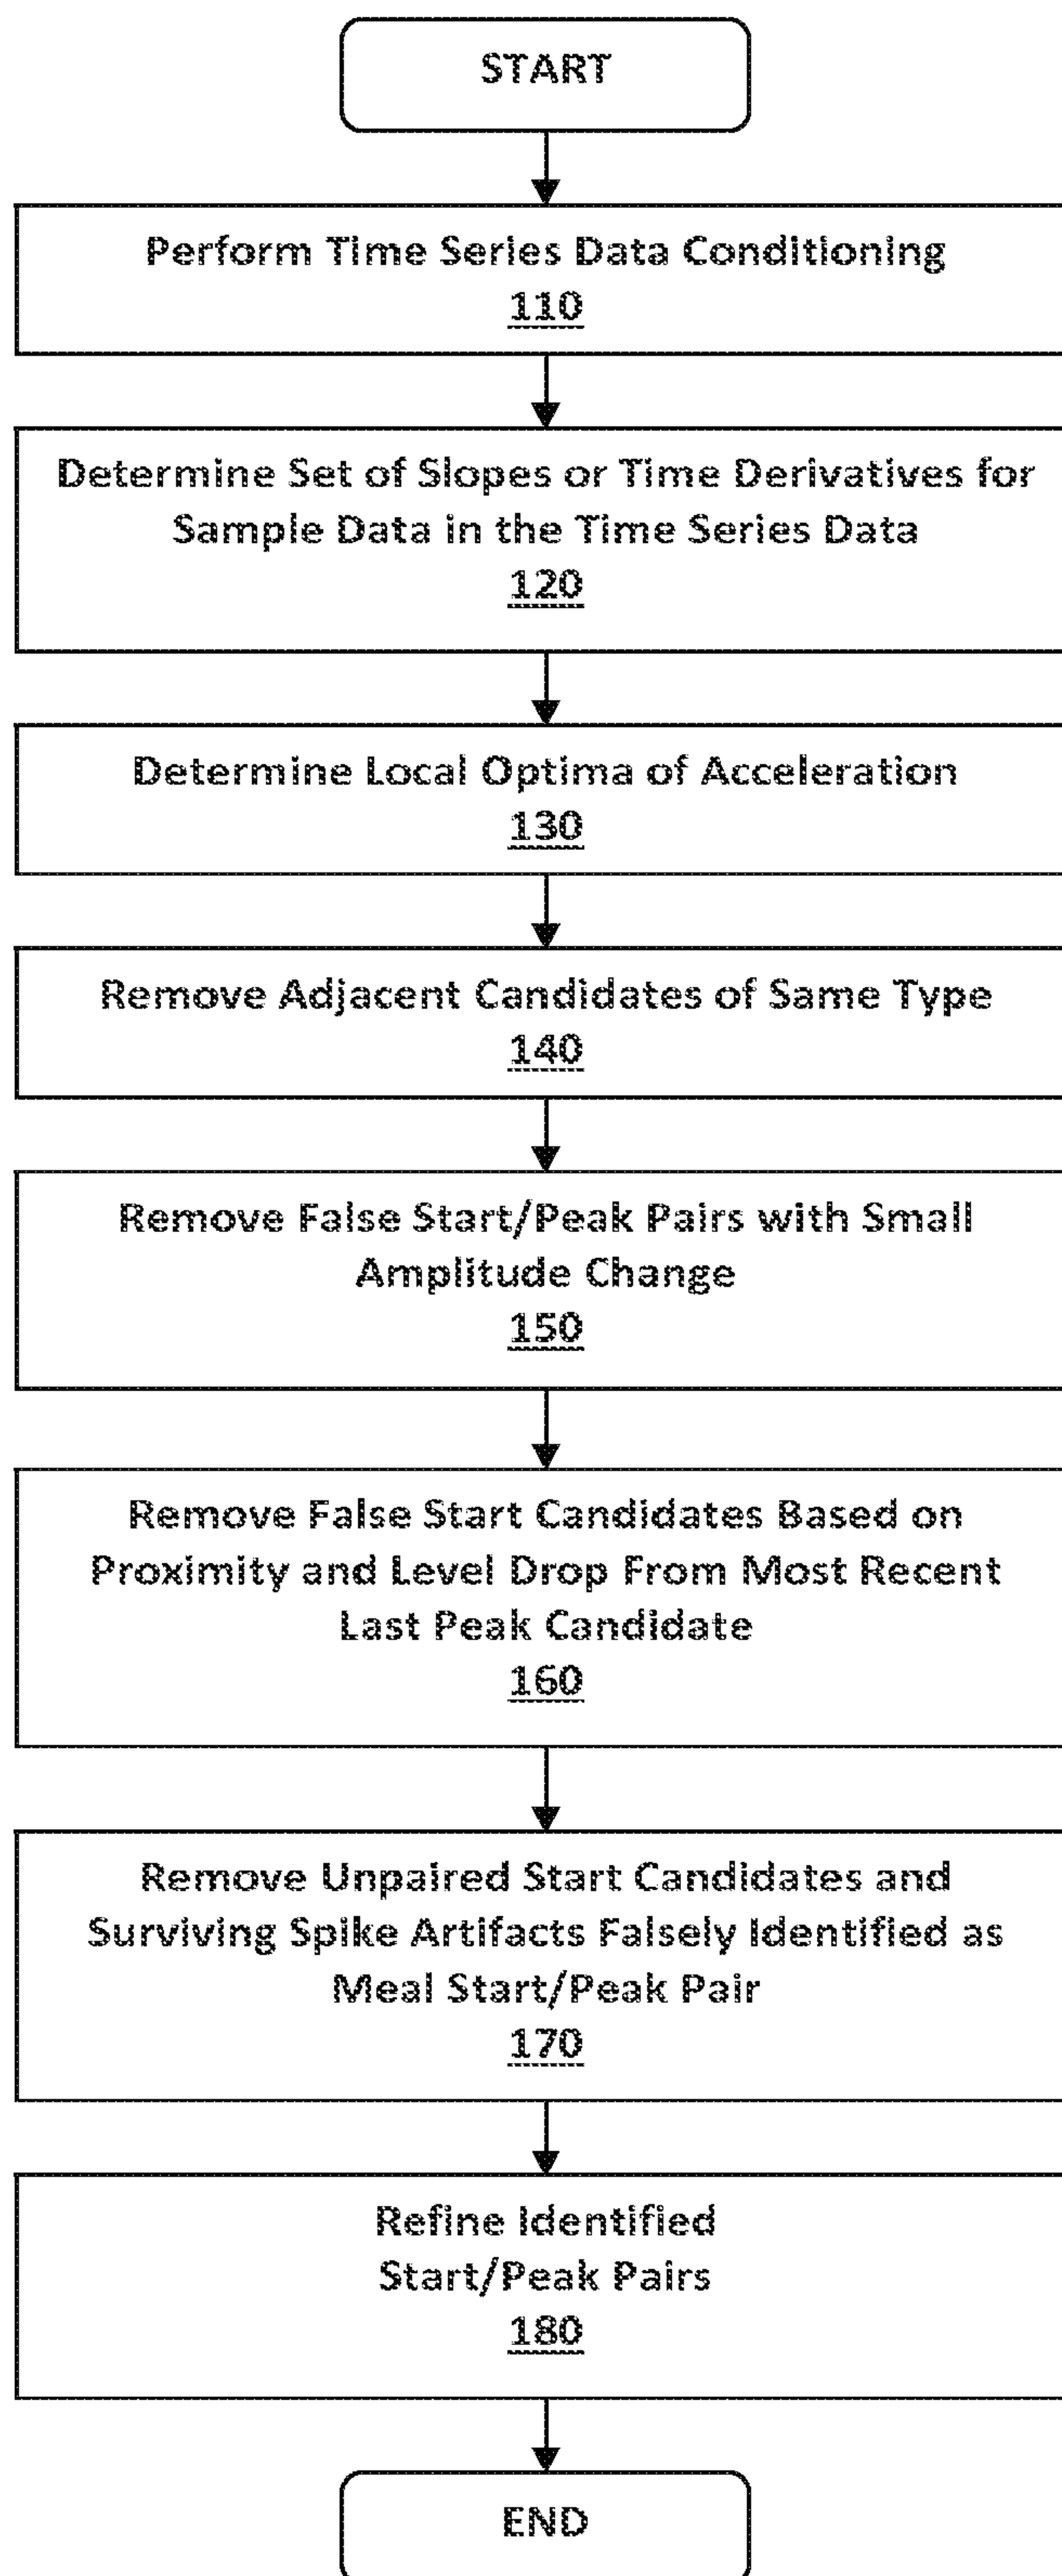 START
Perform Time Series Data Conditioning
110
Determine Set of Slopes or Time Derivatives for
Sample Data in the Time Series Data
120
Determine Local Optima of Acceleration
130
Remove Adjacent Candidates of Same Type
140
Remove False Start/Peak Pairs with Small
Amplitude Change
150
Remove False Start Candidates Based on
Proximity and Level Drop From Most Recent
Last Peak Candidate
160
Remove Unpaired Start Candidates and
Surviving Spike Artifacts Falsely Identified as
Meal Start/Peak Pair
170
Refine Identified
Start/Peak Pairs
180
END